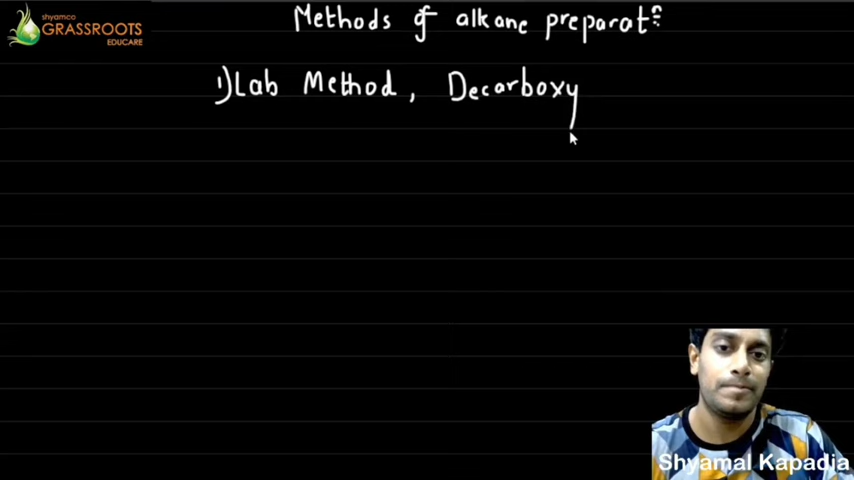 shyamco
GRASSROOTS
EDUCARE
Methods of alkane preparatⁿ:
1) Lab Method, Decarboxy
Shyamal Kapadia